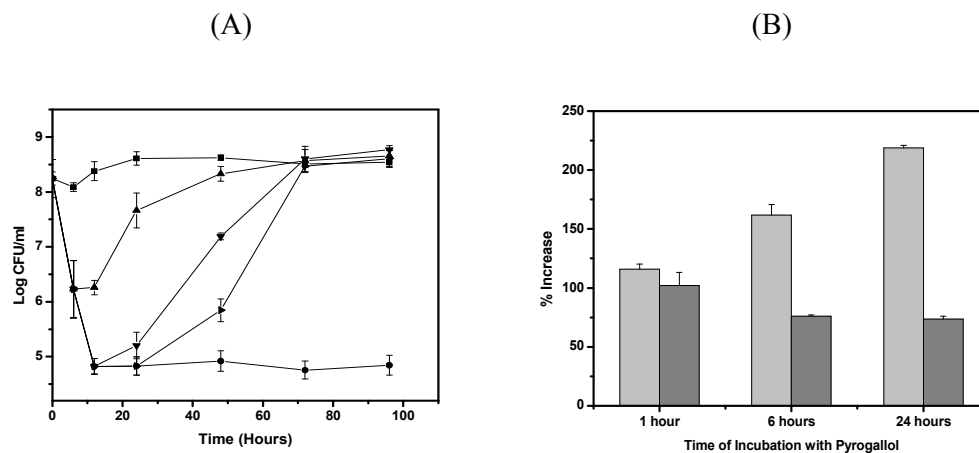 (A)
(B)
Log CFU/ml
9
8
7
6
5
0
20
40
60
80
100
Time (Hours)
% Increase
250
200
150
100
50
0
1 hour
6 hours
24 hours
Time of Incubation with Pyrogallol